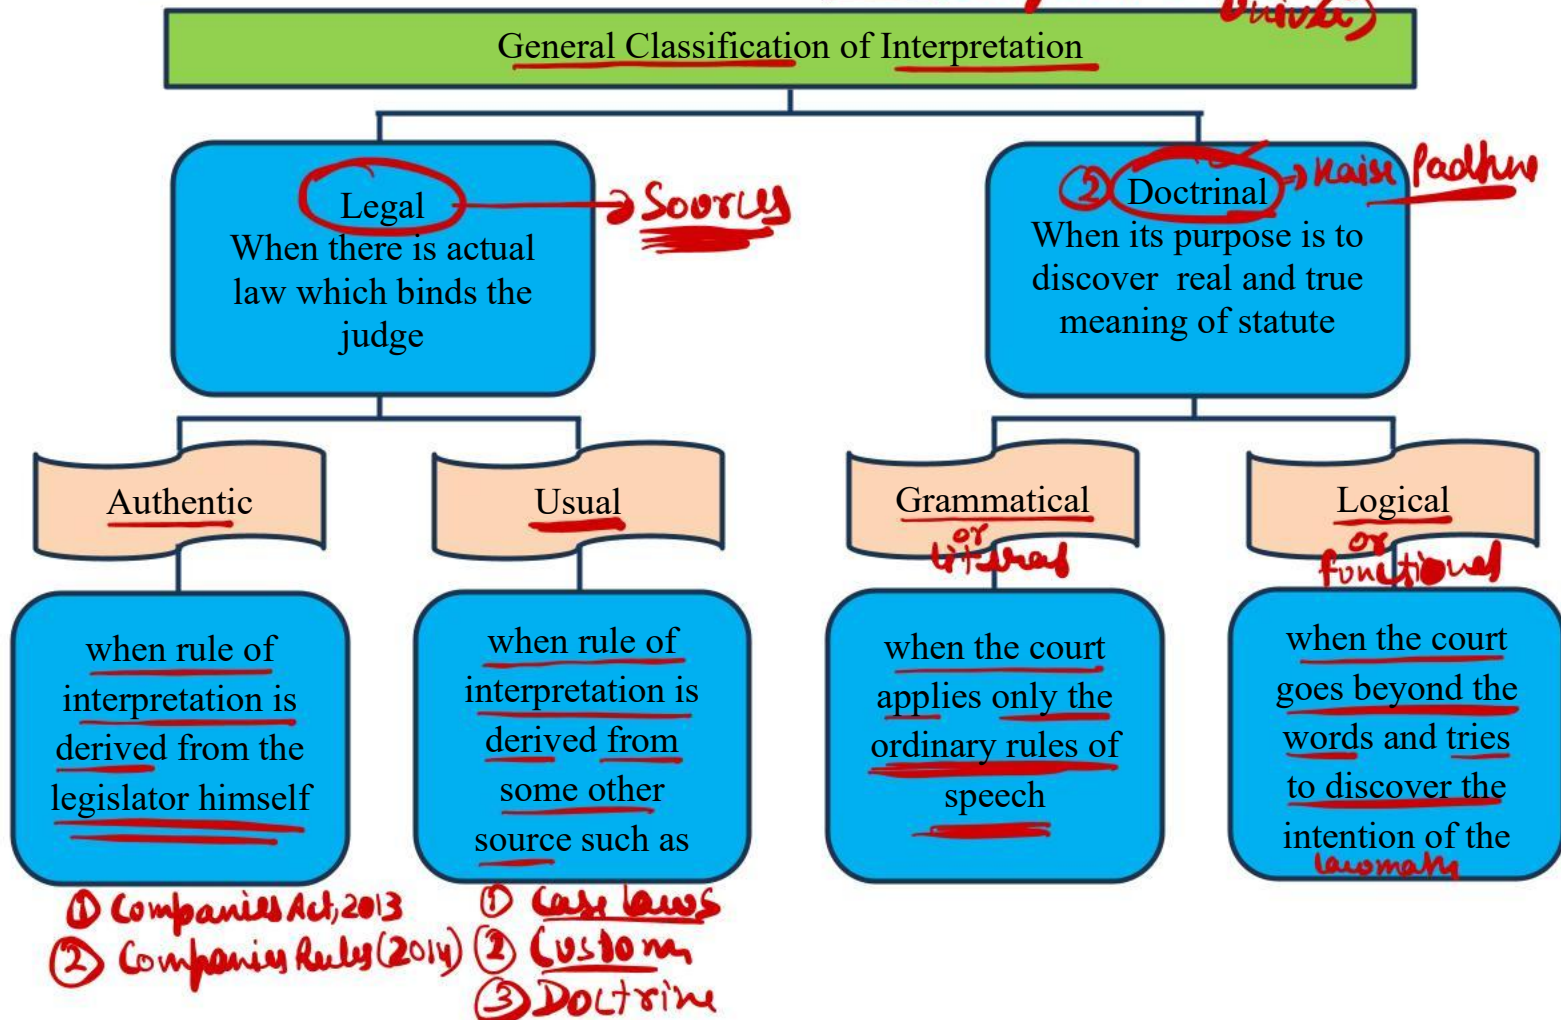 General Classification of Interpretation
Legal
When there is actual
law which binds the
judge
→ Sources
② Doctrinal → Kaise Padhne
When its purpose is to
discover real and true
meaning of statute
Authentic
Usual
Grammatical
or
literal
Logical
or
functional
when rule of
interpretation is
derived from the
legislator himself
① Companies Act, 2013
② Companies Rules (2014)
when rule of
interpretation is
derived from
some other
source such as
① Case laws
② Custom
③ Doctrine
when the court
applies only the
ordinary rules of
speech
when the court
goes beyond the
words and tries
to discover the
intention of the